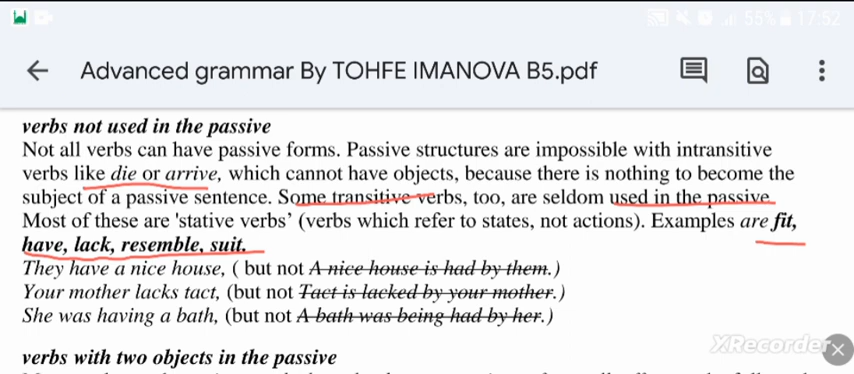 55% 17:52
Advanced grammar By TOHFE IMANOVA B5.pdf
verbs not used in the passive
Not all verbs can have passive forms. Passive structures are impossible with intransitive
verbs like die or arrive, which cannot have objects, because there is nothing to become the
subject of a passive sentence. Some transitive verbs, too, are seldom used in the passive
Most of these are 'stative verbs’ (verbs which refer to states, not actions). Examples are fit,
have, lack, resemble, suit.
They have a nice house, ( but not A nice house is had by them.)
Your mother lacks tact, (but not Tact is lacked by your mother.)
She was having a bath, (but not A bath was being had by her.)
XRecorder
verbs with two objects in the passive